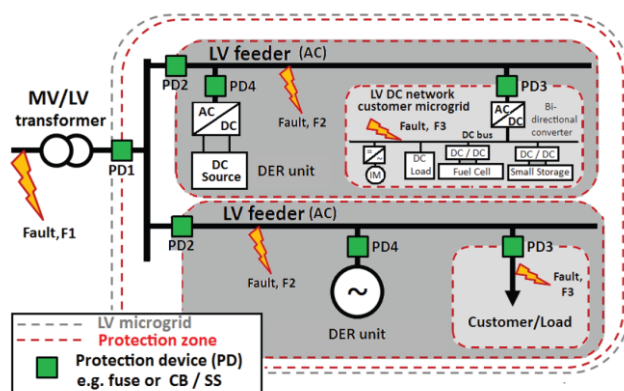 LV feeder (AC)
PD2
PD4
Fault,
F2
PD3
LV DC network
customer microgrid
Bi-
directional
converter
AC
DC
AC
DC
Fault, F3
DC bus
MV/LV
transformer
PD1
DC
Source
DER unit
IM
DC
Load
DC / DC
Fuel Cell
DC / DC
Small Storage
Fault,F1
LV feeder (AC)
PD2
Fault, F2
PD4
DER unit
PD3
Fault,
F3
Customer/Load
LV microgrid
Protection zone
Protection device (PD)
e.g. fuse or CB / SS